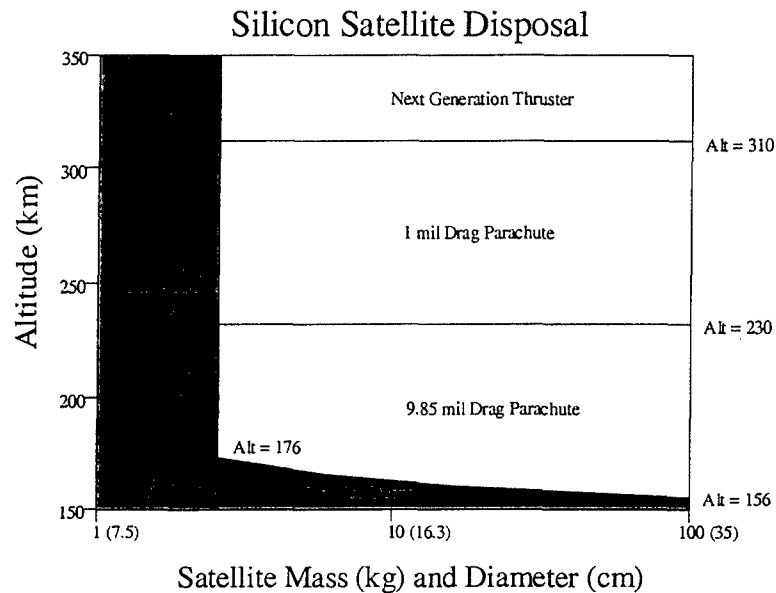 Silicon Satellite Disposal
350
Next Generation Thruster
Alt = 310
300
1 mil Drag Parachute
Altitude (km)
250
Alt = 230
200
9.85 mil Drag Parachute
Alt = 176
Alt = 156
150
1 (7.5)
10 (16.3)
100 (35)
Satellite Mass (kg) and Diameter (cm)